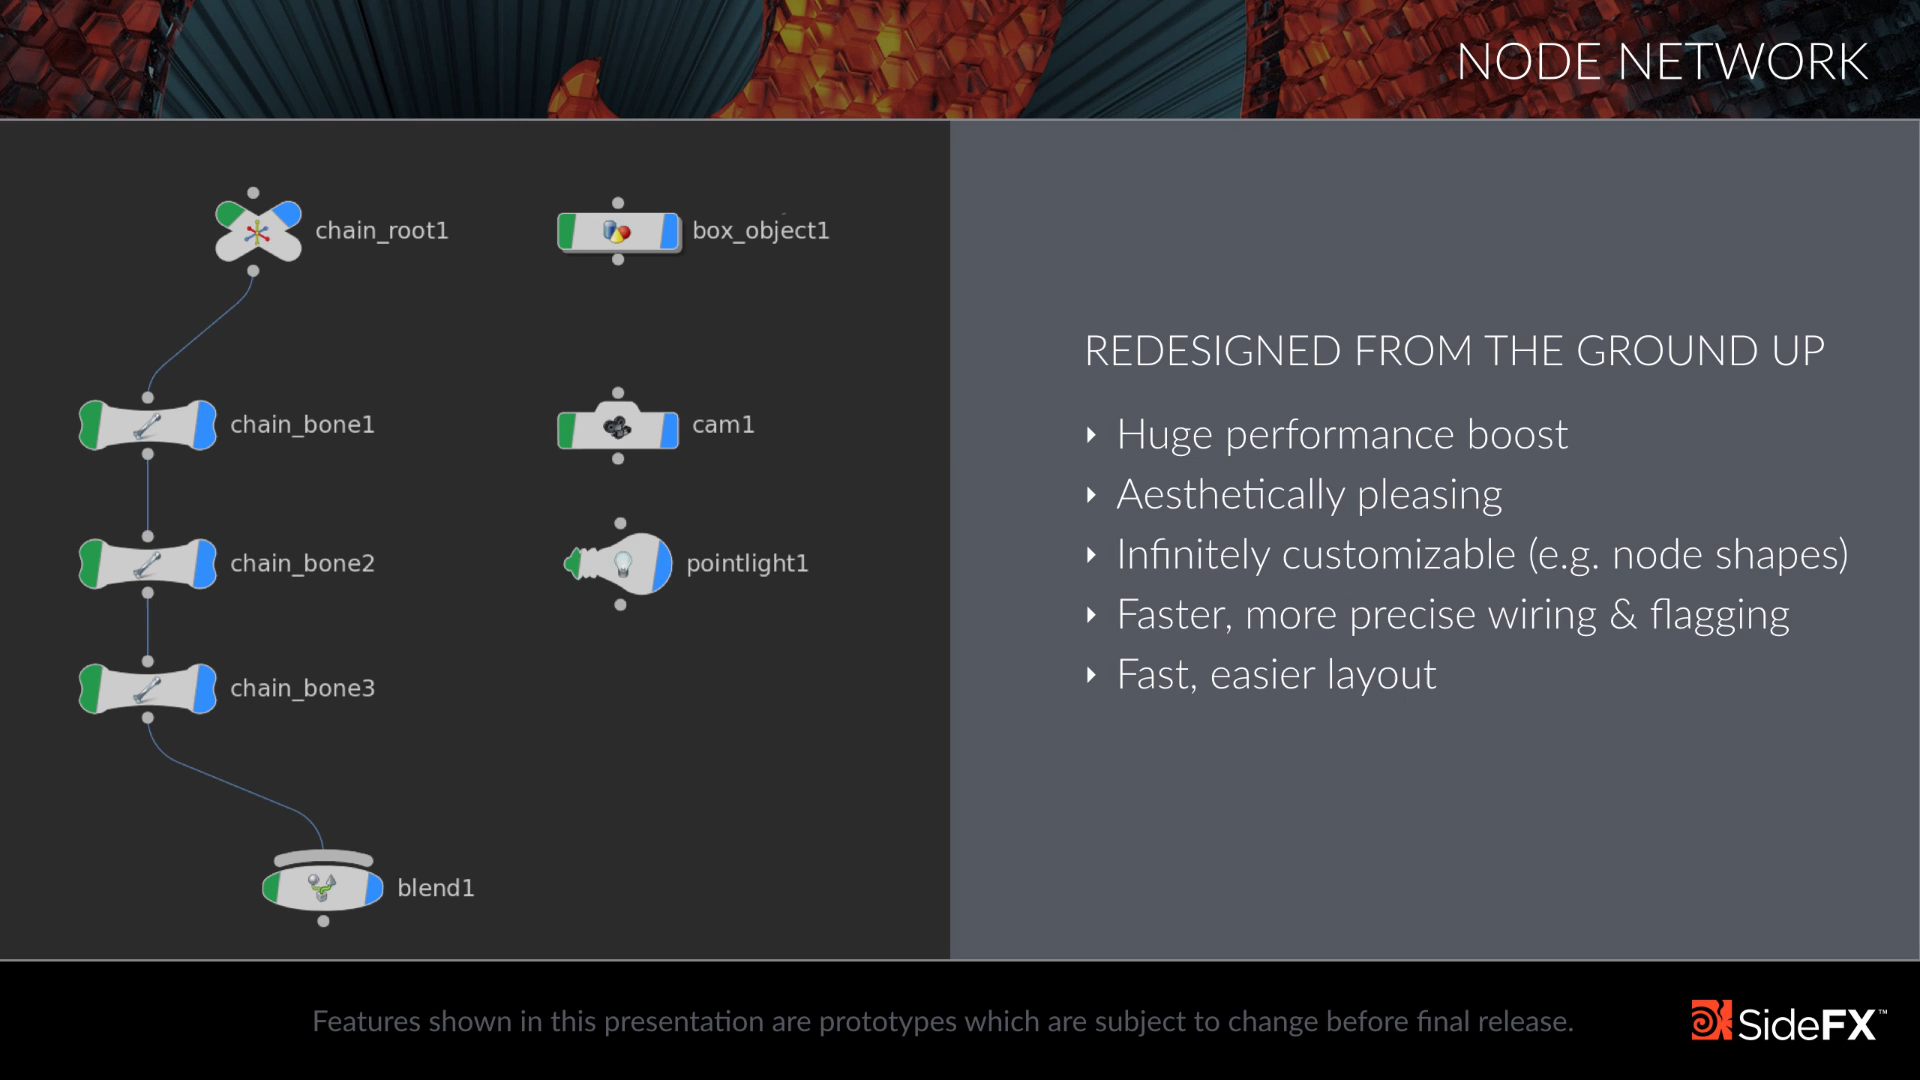 NODE NETWORK
chain_root1
box_object1
chain_bone1
cam1
chain_bone2
pointlight1
chain_bone3
blend1
REDESIGNED FROM THE GROUND UP
‣ Huge performance boost
‣ Aesthetically pleasing
‣ Infinitely customizable (e.g. node shapes)
‣ Faster, more precise wiring & flagging
‣ Fast, easier layout
Features shown in this presentation are prototypes which are subject to change before final release.
SideFX™